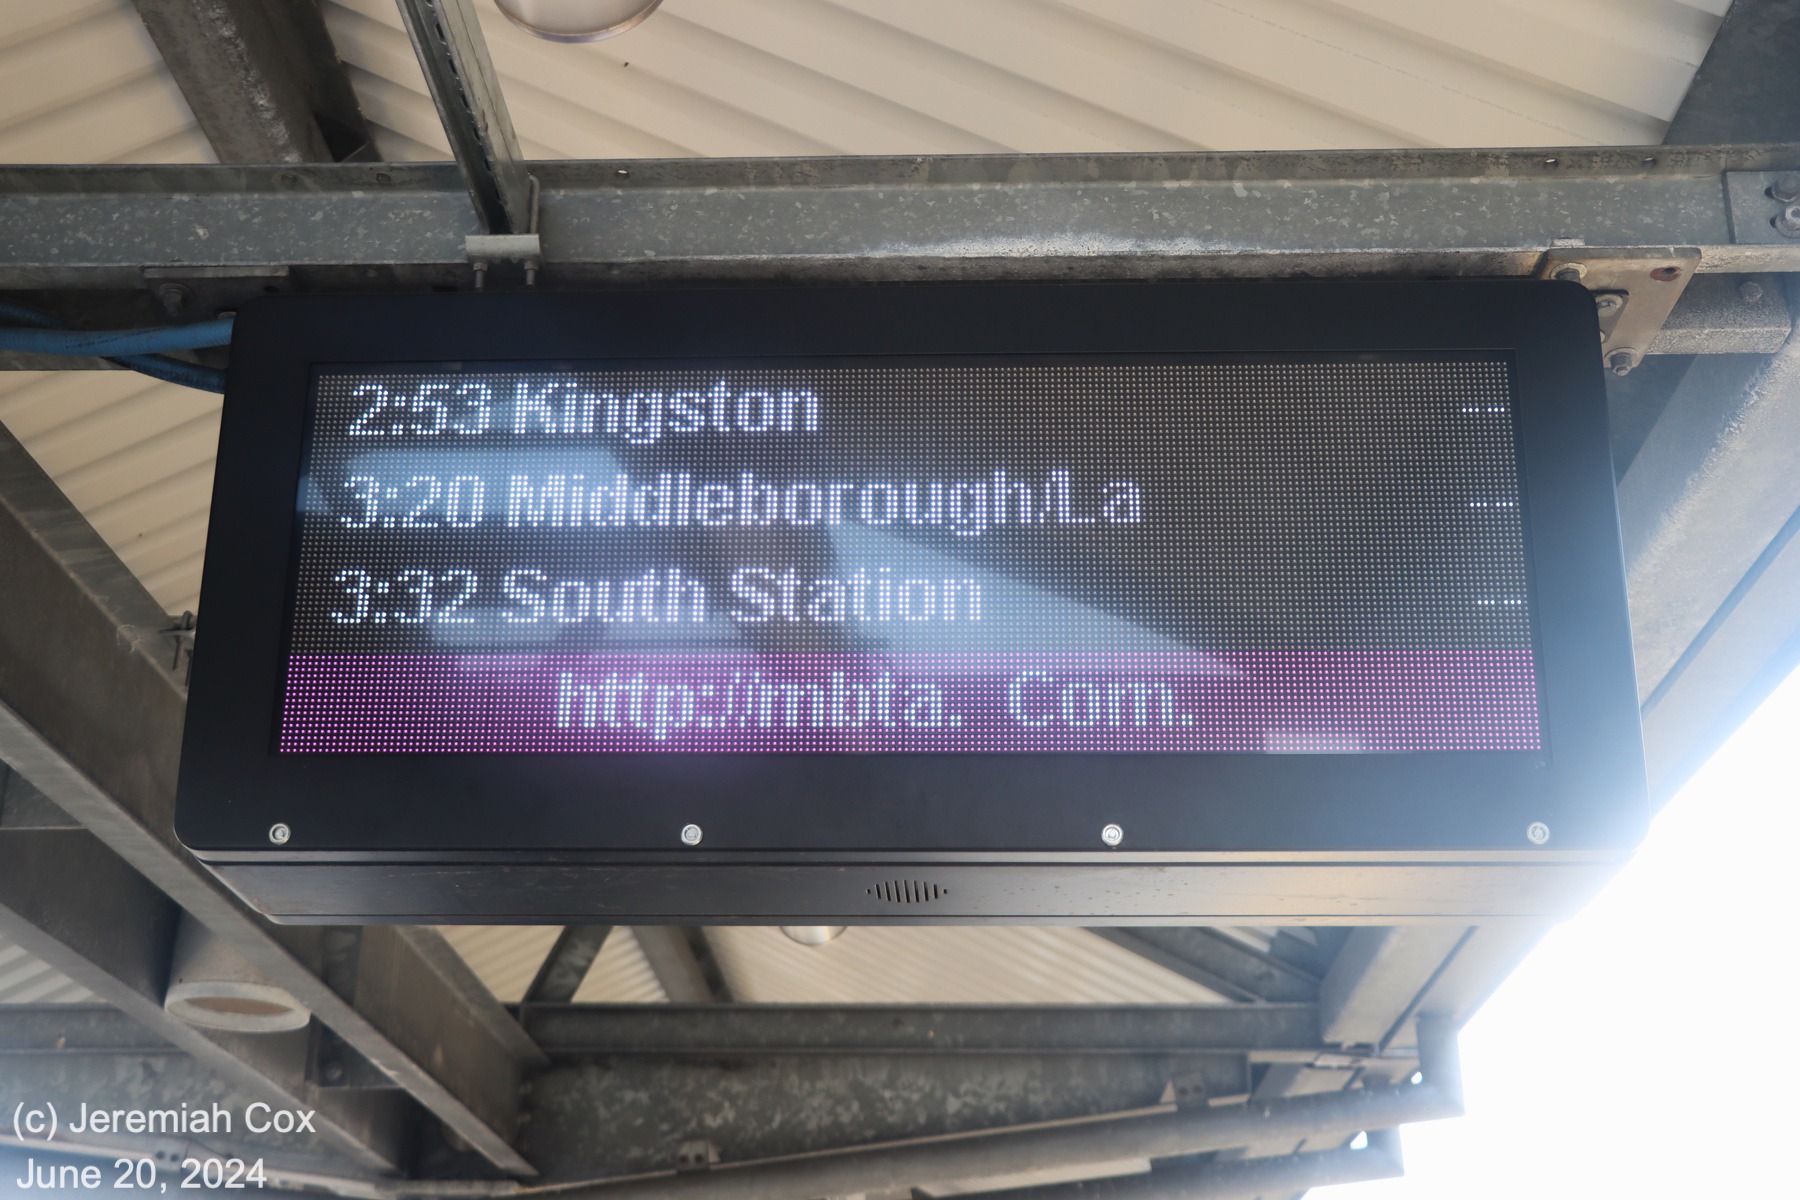 2:53 Kingston ----
3:20 Middleborough/La ----
3:32 South Station ----
http://mbta. Com.
(c) Jeremiah Cox
June 20, 2024